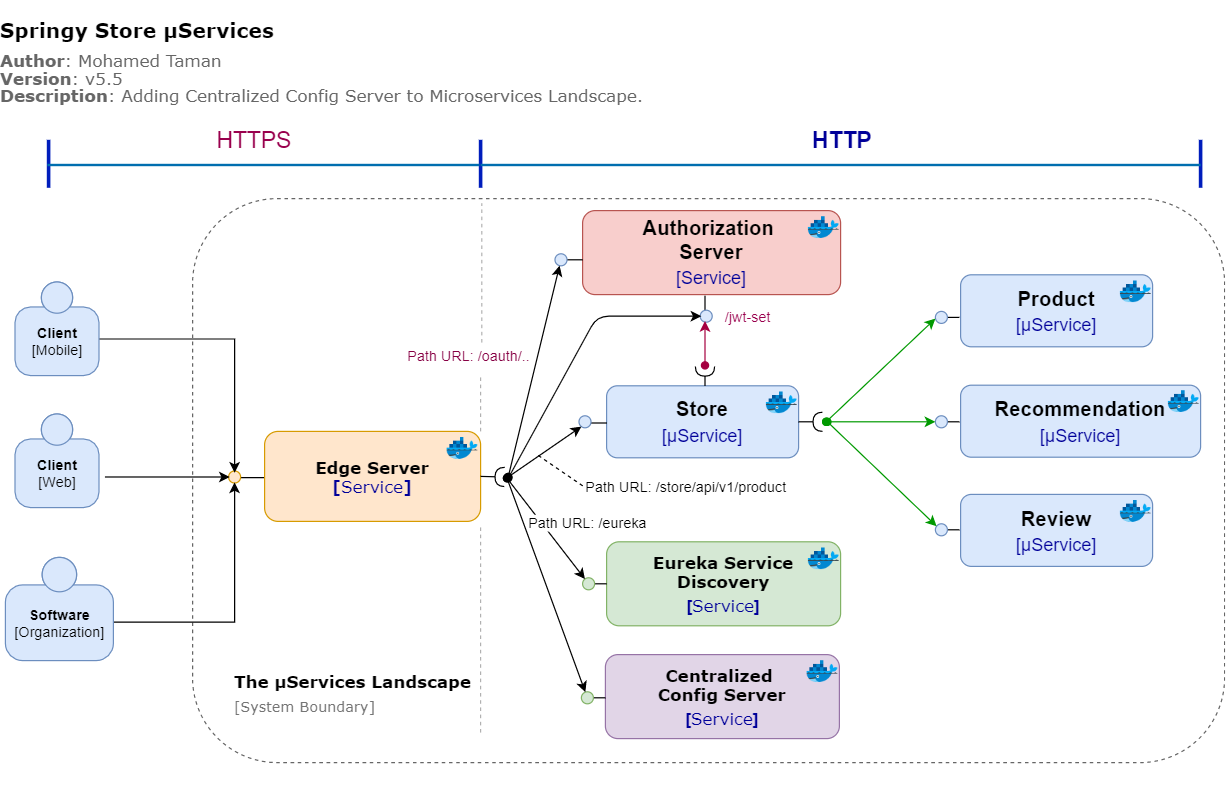 Springy Store µServices
Author: Mohamed Taman
Version: v5.5
Description: Adding Centralized Config Server to Microservices Landscape.
HTTPS
HTTP
Authorization
Server
[Service]
Product
[µService]
Client
[Mobile]
/jwt-set
Path URL: /oauth/..
Store
[µService]
Recommendation
[µService]
Client
[Web]
Edge Server
[Service]
Path URL: /store/api/v1/product
Path URL: /eureka
Review
[µService]
Eureka Service
Discovery
[Service]
Software
[Organization]
The µServices Landscape
[System Boundary]
Centralized
Config Server
[Service]